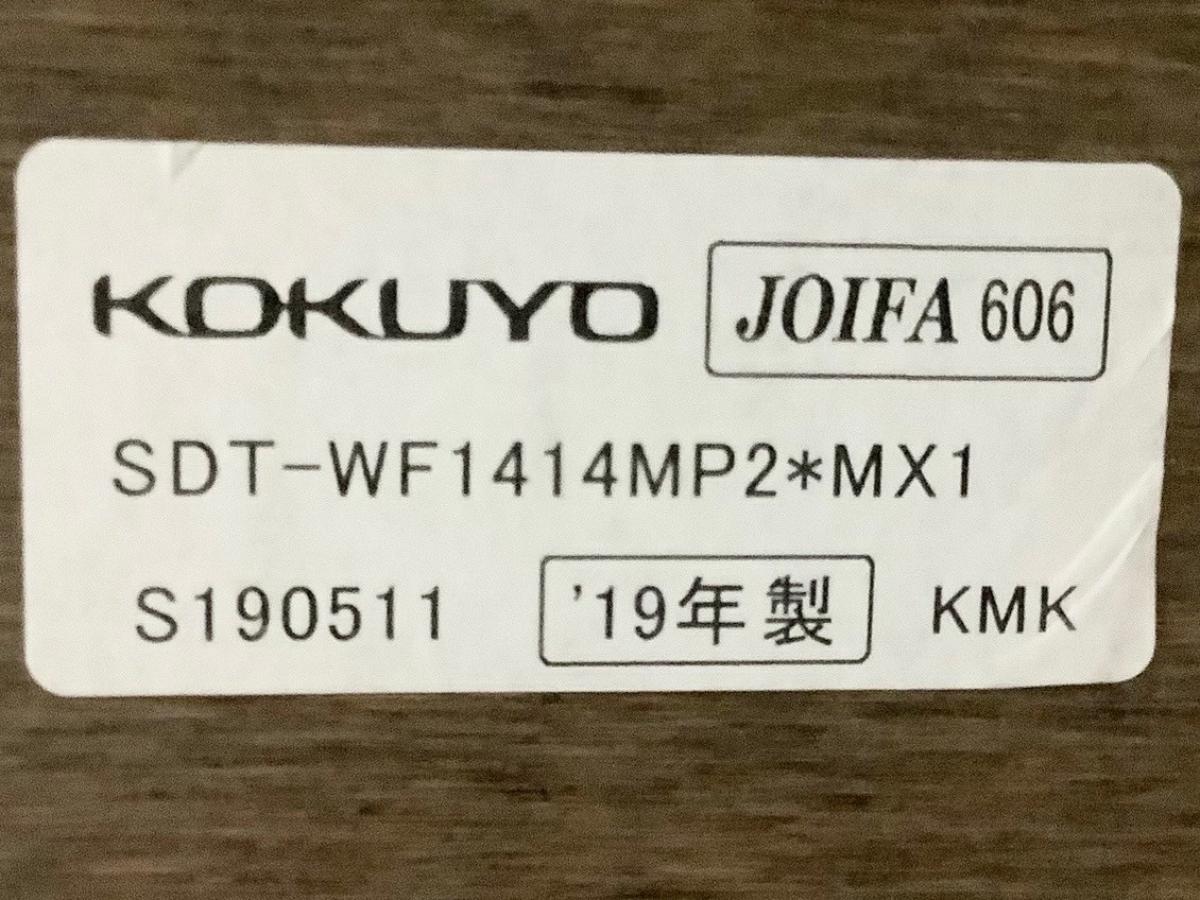 KOKUYO JOIFA 606
SDT-WF1414MP2*MX1
S190511 '19年製 KMK